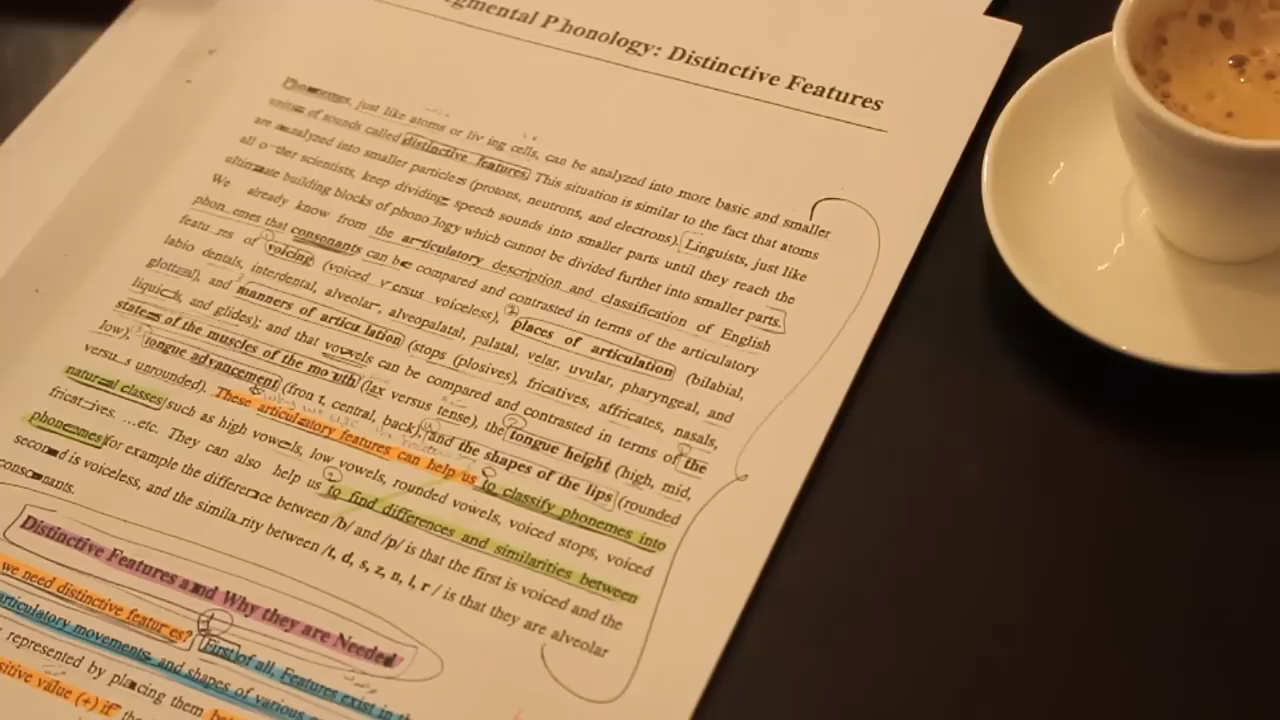 egmental Phonology: Distinctive Features
Phonemes, just like atoms or living cells, can be analyzed into more basic and smaller
units of sounds called distinctive features. This situation is similar to the fact that atoms
are analyzed into smaller particles (protons, neutrons, and electrons). Linguists, just like
all other scientists, keep dividing speech sounds into smaller parts until they reach the
ultimate building blocks of phonology which cannot be divided further into smaller parts.
We already know from the articulatory description and classification of English
phonemes that consonants can be compared and contrasted in terms of the articulatory
features of voicing (voiced versus voiceless), places of articulation (bilabial,
labio dentals, interdental, alveolar, alveopalatal, palatal, velar, uvular, pharyngeal, and
glottal), and manners of articulation (stops (plosives), fricatives, affricates, nasals,
liquids, and glides); and that vowels can be compared and contrasted in terms of the
states of the muscles of the mouth (lax versus tense), the tongue height (high, mid,
low), tongue advancement (front, central, back), and the shapes of the lips (rounded
versus unrounded). These articulatory features can help us to classify phonemes into
natural classes such as high vowels, low vowels, rounded vowels, voiced stops, voiced
fricatives. ...etc. They can also help us to find differences and similarities between
phonemes for example the difference between /b/ and /p/ is that the first is voiced and the
second is voiceless, and the similarity between /t, d, s, z, n, l, r / is that they are alveolar
consonants.
Distinctive Features and Why they are Needed
we need distinctive features? First of all, Features exist in
articulatory movements and shapes of various
represented by placing them
sitive value (+) if the